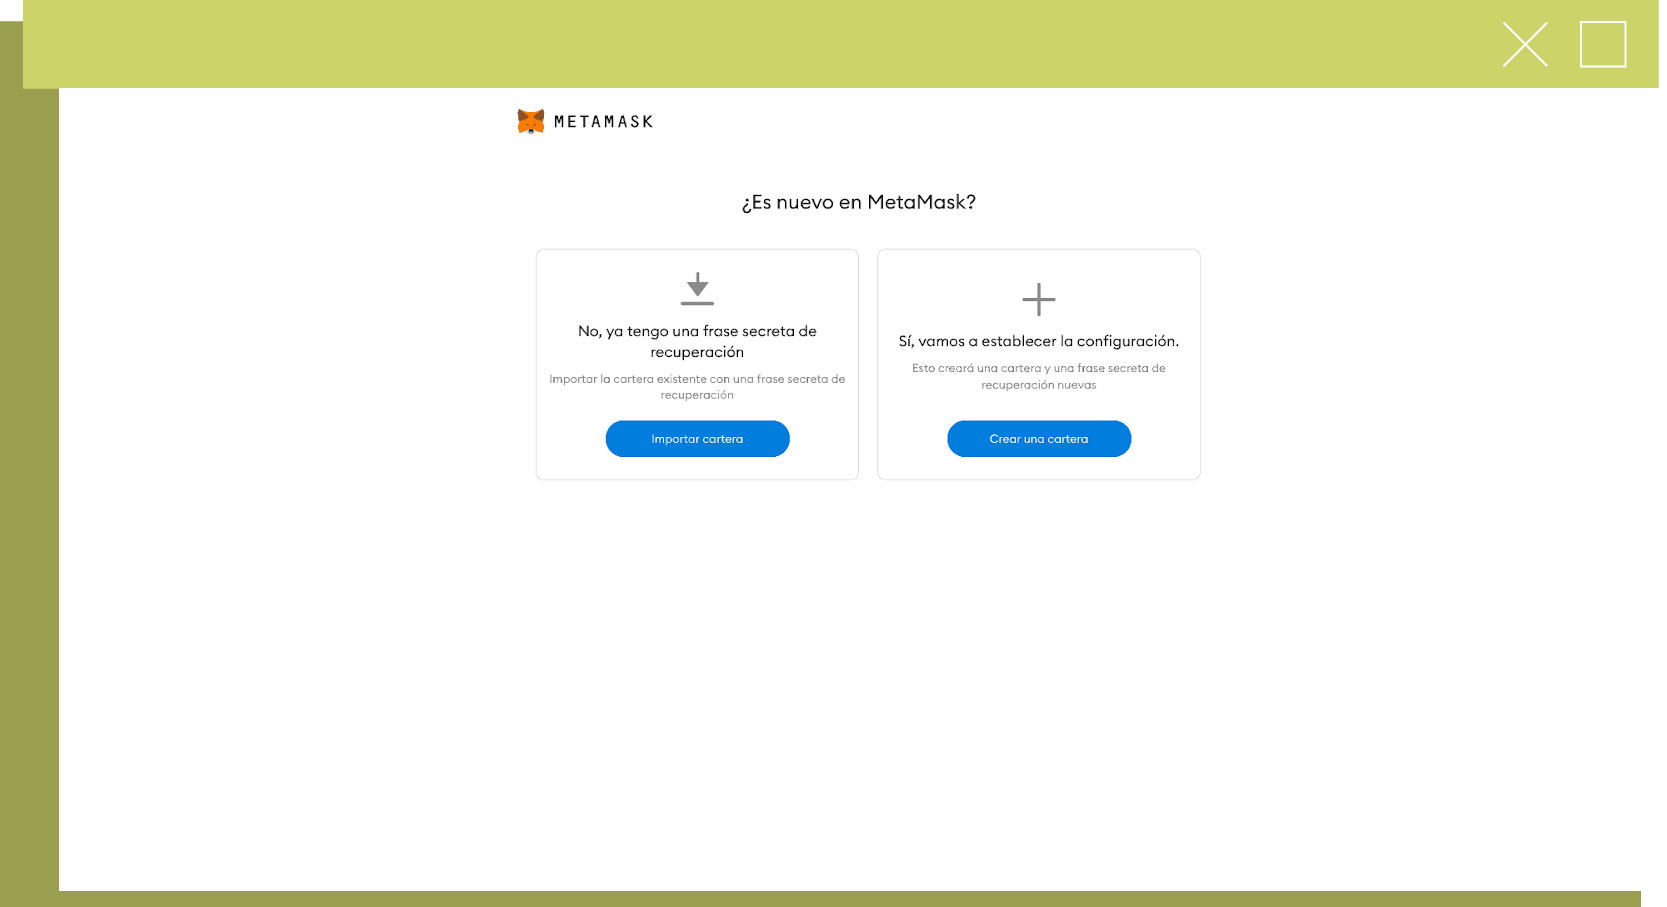 METAMASK
¿Es nuevo en MetaMask?
No, ya tengo una frase secreta de
recuperación
Importar la cartera existente con una frase secreta de
recuperación
Importar cartera
Sí, vamos a establecer la configuración.
Esto creará una cartera y una frase secreta de
recuperación nuevas
Crear una cartera